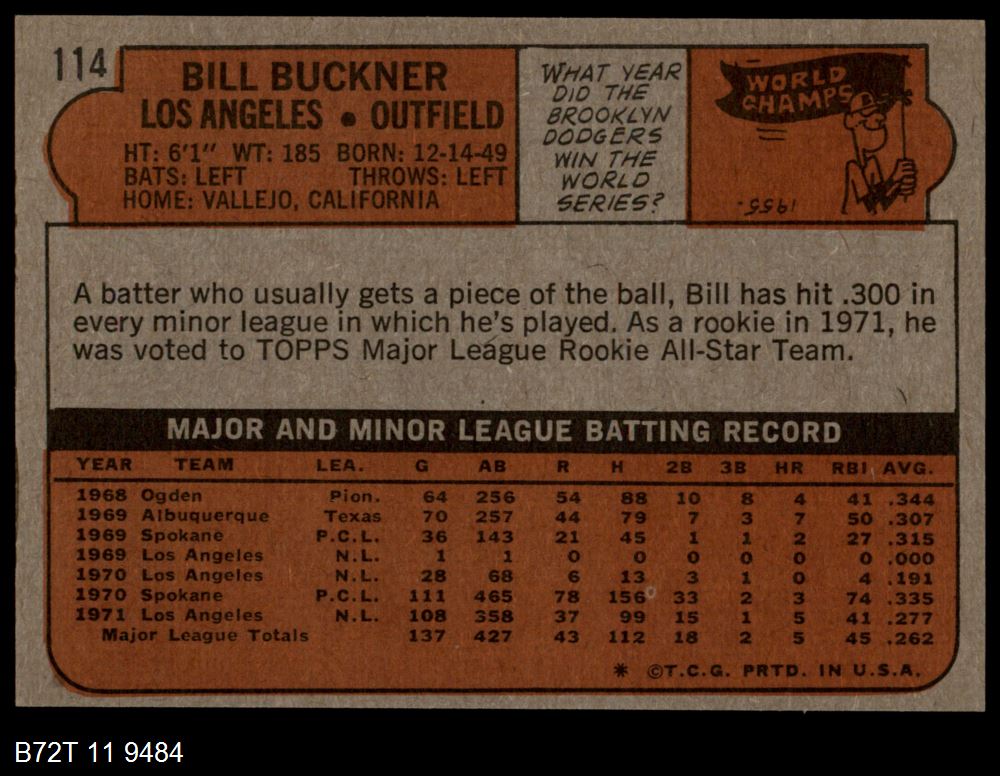 114
BILL BUCKNER
LOS ANGELES • OUTFIELD
HT: 6'1" WT: 185 BORN: 12-14-49
BATS: LEFT THROWS: LEFT
HOME: VALLEJO, CALIFORNIA
WHAT YEAR
DID THE
BROOKLYN
DODGERS
WIN THE
WORLD
SERIES?
WORLD
CHAMPS
1955.
A batter who usually gets a piece of the ball, Bill has hit .300 in
every minor league in which he's played. As a rookie in 1971, he
was voted to TOPPS Major League Rookie All-Star Team.
MAJOR AND MINOR LEAGUE BATTING RECORD
YEAR TEAM LEA. G AB R H 2B 3B HR RBI AVG.
1968 Ogden Pion. 64 256 54 88 10 8 4 41 .344
1969 Albuquerque Texas 70 257 44 79 7 3 7 50 .307
1969 Spokane P.C.L. 36 143 21 45 1 1 2 27 .315
1969 Los Angeles N.L. 1 1 0 0 0 0 0 0 .000
1970 Los Angeles N.L. 28 68 6 13 3 1 0 4 .191
1970 Spokane P.C.L. 111 465 78 156 33 2 3 74 .335
1971 Los Angeles N.L. 108 358 37 99 15 1 5 41 .277
Major League Totals 137 427 43 112 18 2 5 45 .262
* ©T.C.G. PRTD. IN U.S.A.
B72T 11 9484